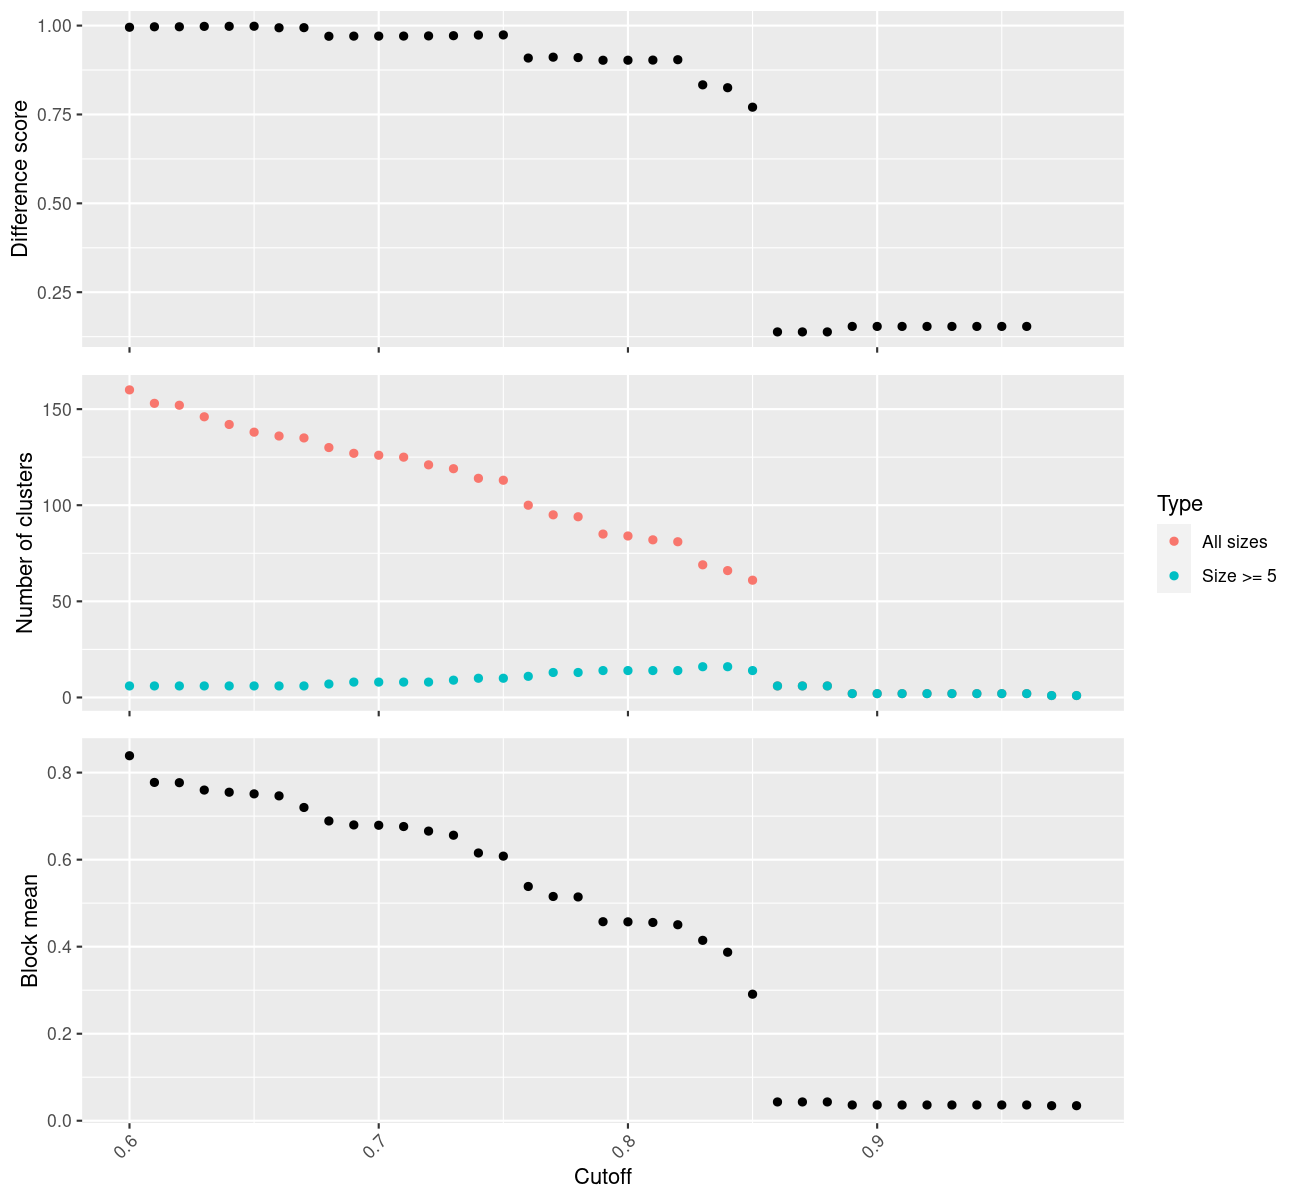 1.00
0.75
0.50
0.25
Difference score
150
100
50
0
Number of clusters
Type
All sizes
Size >= 5
0.8
0.6
0.4
0.2
0.0
Block mean
0.6 0.7 0.8 0.9
Cutoff